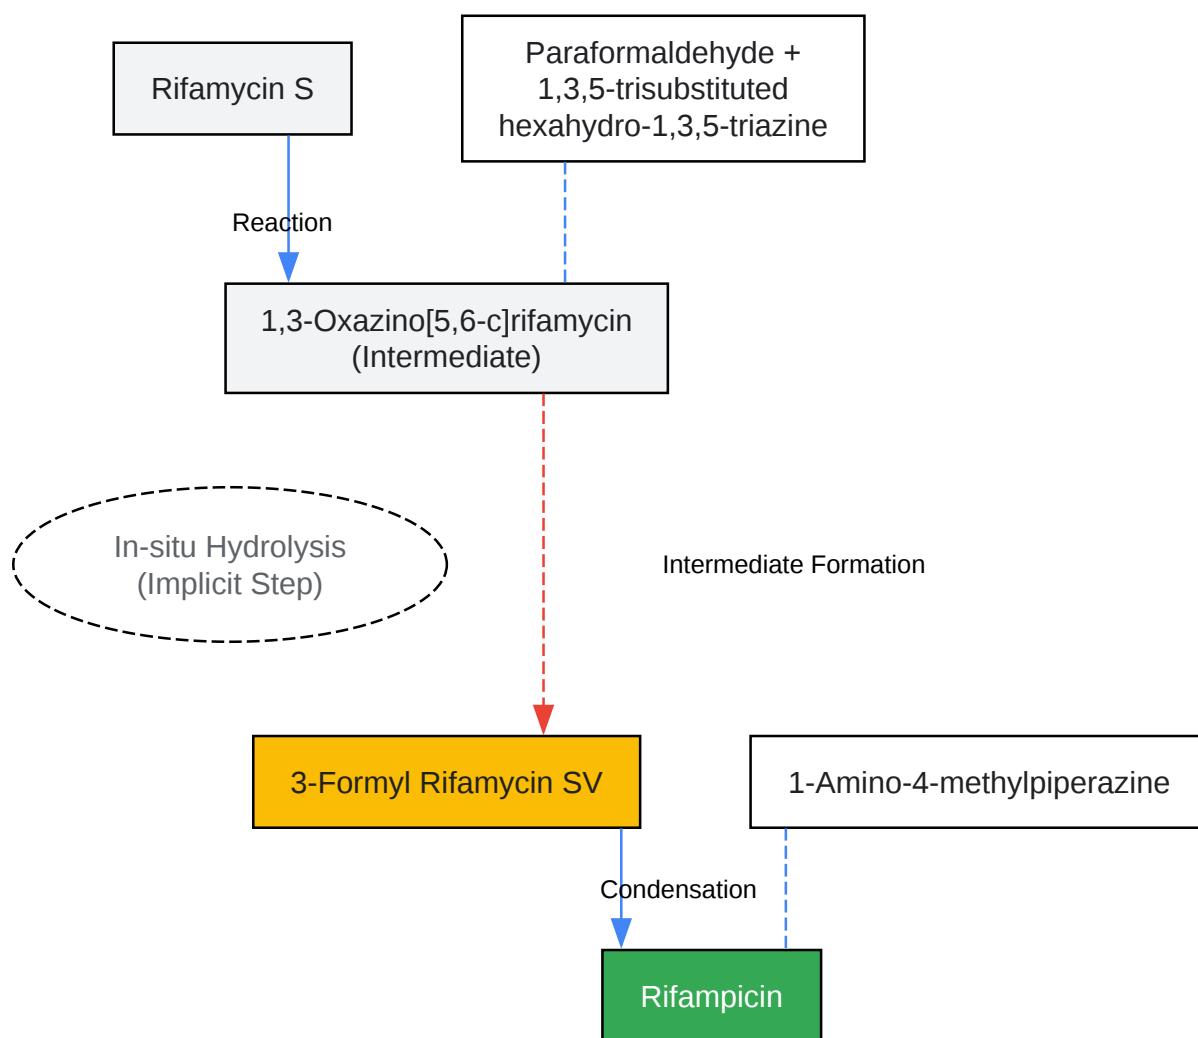 Rifamycin S
Paraformaldehyde +
1,3,5-trisubstituted
hexahydro-1,3,5-triazine
Reaction
1,3-Oxazino[5,6-c]rifamycin
(Intermediate)
In-situ Hydrolysis
(Implicit Step)
Intermediate Formation
3-Formyl Rifamycin SV
1-Amino-4-methylpiperazine
Condensation
Rifampicin